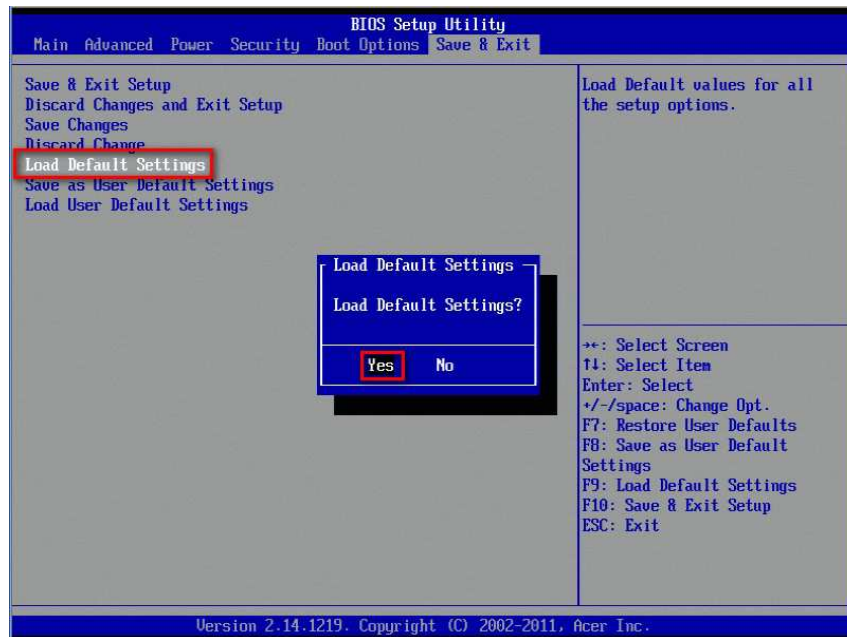 BIOS Setup Utility
Main Advanced Power Security Boot Options Save & Exit
Save & Exit Setup
Discard Changes and Exit Setup
Save Changes
Discard Change
Load Default Settings
Save as User Default Settings
Load User Default Settings
Load Default values for all
the setup options.
Load Default Settings
Load Default Settings?
Yes No
→←: Select Screen
↑↓: Select Item
Enter: Select
+/-/space: Change Opt.
F7: Restore User Defaults
F8: Save as User Default
Settings
F9: Load Default Settings
F10: Save & Exit Setup
ESC: Exit
Version 2.14.1219. Copyright (C) 2002-2011, Acer Inc.